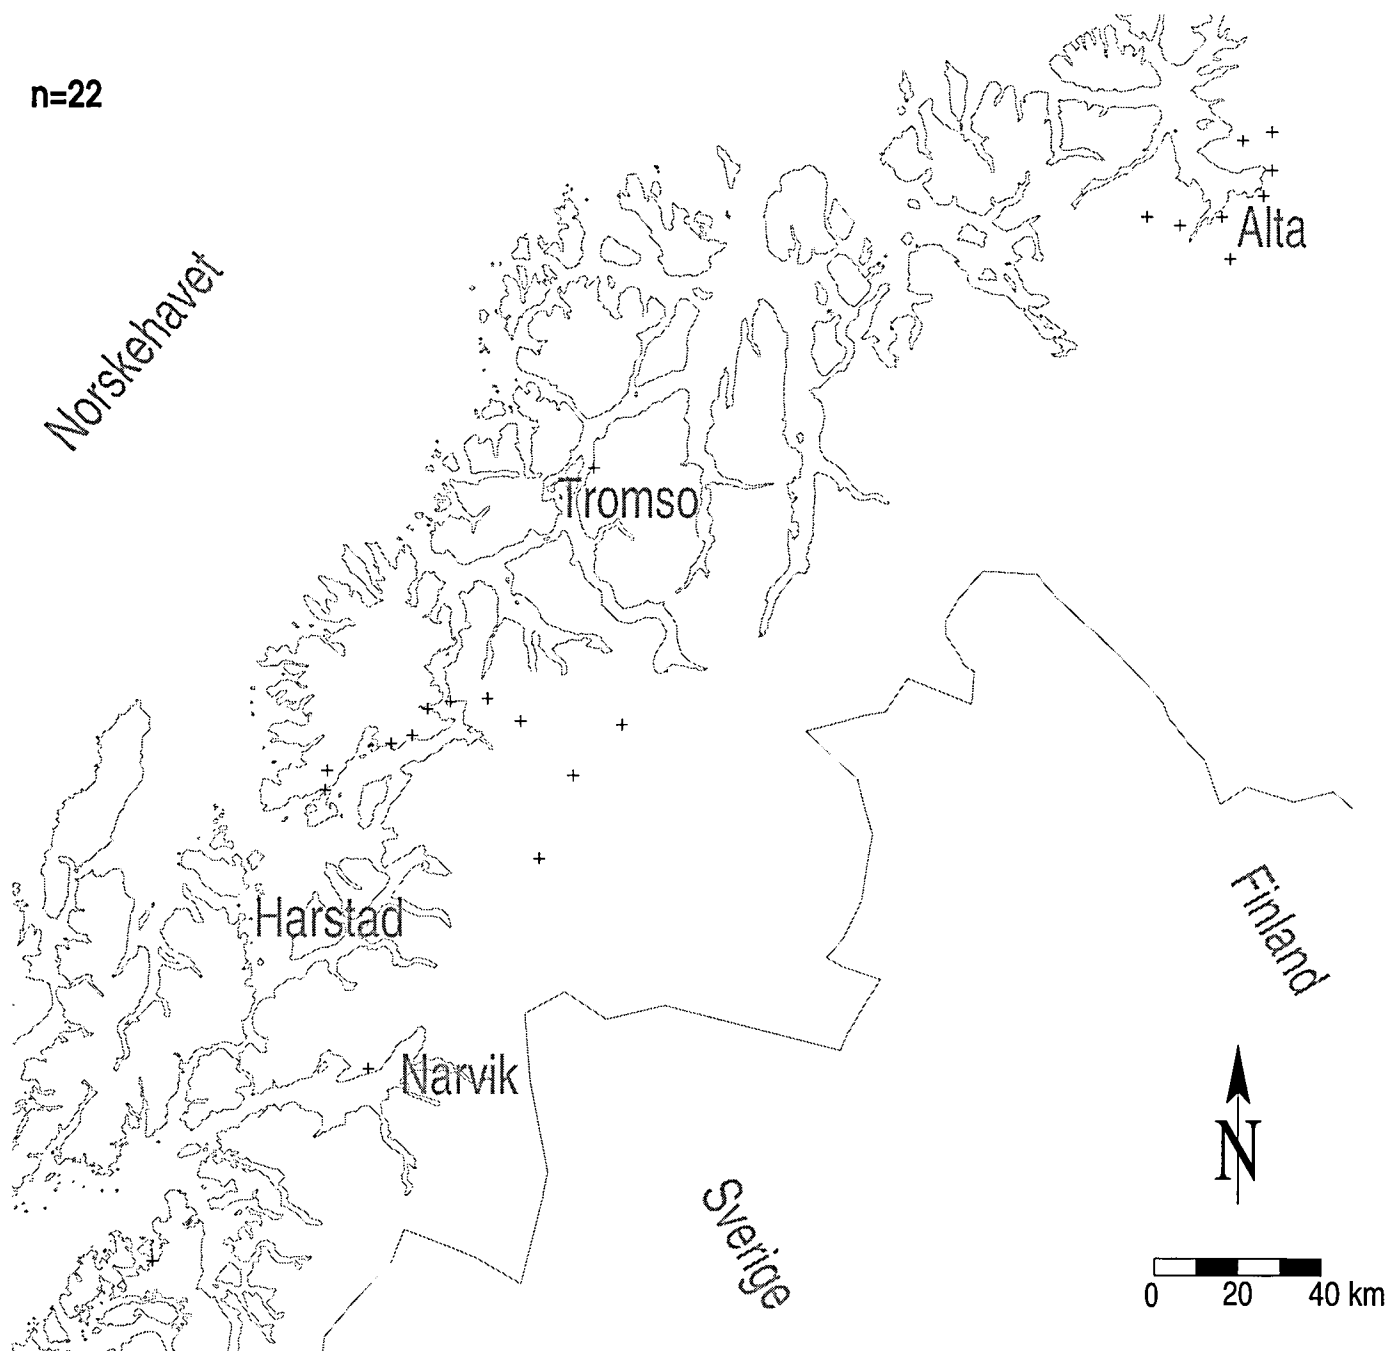 n=22
Alta
Norskehavet
Tromso
Harstad
Finland
Narvik
N
Sverige
0 20 40 km